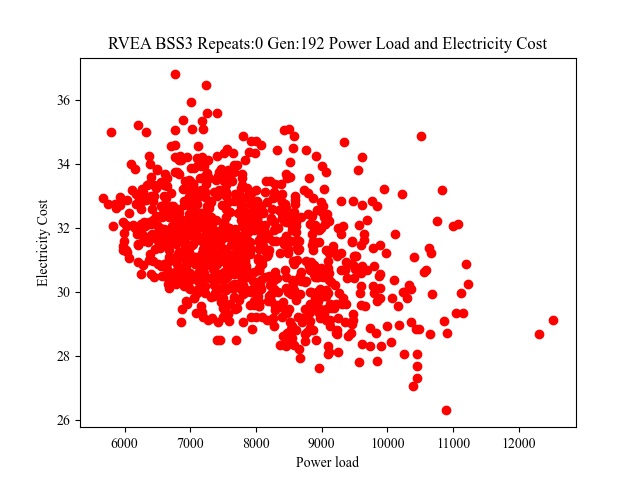 RVEA BSS3 Repeats:0 Gen:192 Power Load and Electricity Cost
36
34
32
30
28
26
Electricity Cost
6000 7000 8000 9000 10000 11000 12000
Power load